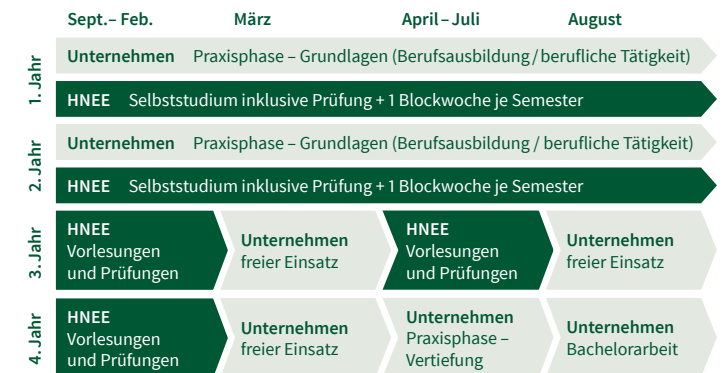 Sept.– Feb. März April – Juli August
1. Jahr
Unternehmen Praxisphase – Grundlagen (Berufsausbildung / berufliche Tätigkeit)
HNEE Selbststudium inklusive Prüfung + 1 Blockwoche je Semester
2. Jahr
Unternehmen Praxisphase – Grundlagen (Berufsausbildung / berufliche Tätigkeit)
HNEE Selbststudium inklusive Prüfung + 1 Blockwoche je Semester
3. Jahr
HNEE
Vorlesungen
und Prüfungen
Unternehmen
freier Einsatz
HNEE
Vorlesungen
und Prüfungen
Unternehmen
freier Einsatz
4. Jahr
HNEE
Vorlesungen
und Prüfungen
Unternehmen
freier Einsatz
Unternehmen
Praxisphase –
Vertiefung
Unternehmen
Bachelorarbeit